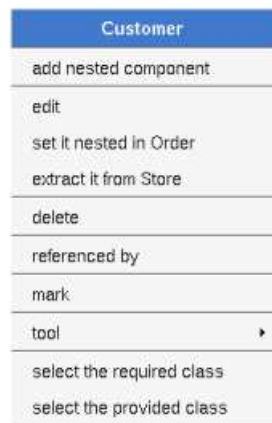 Customer
add nested component
edit
set it nested in Order
extract it from Store
delete
referenced by
mark
tool
select the required class
select the provided class